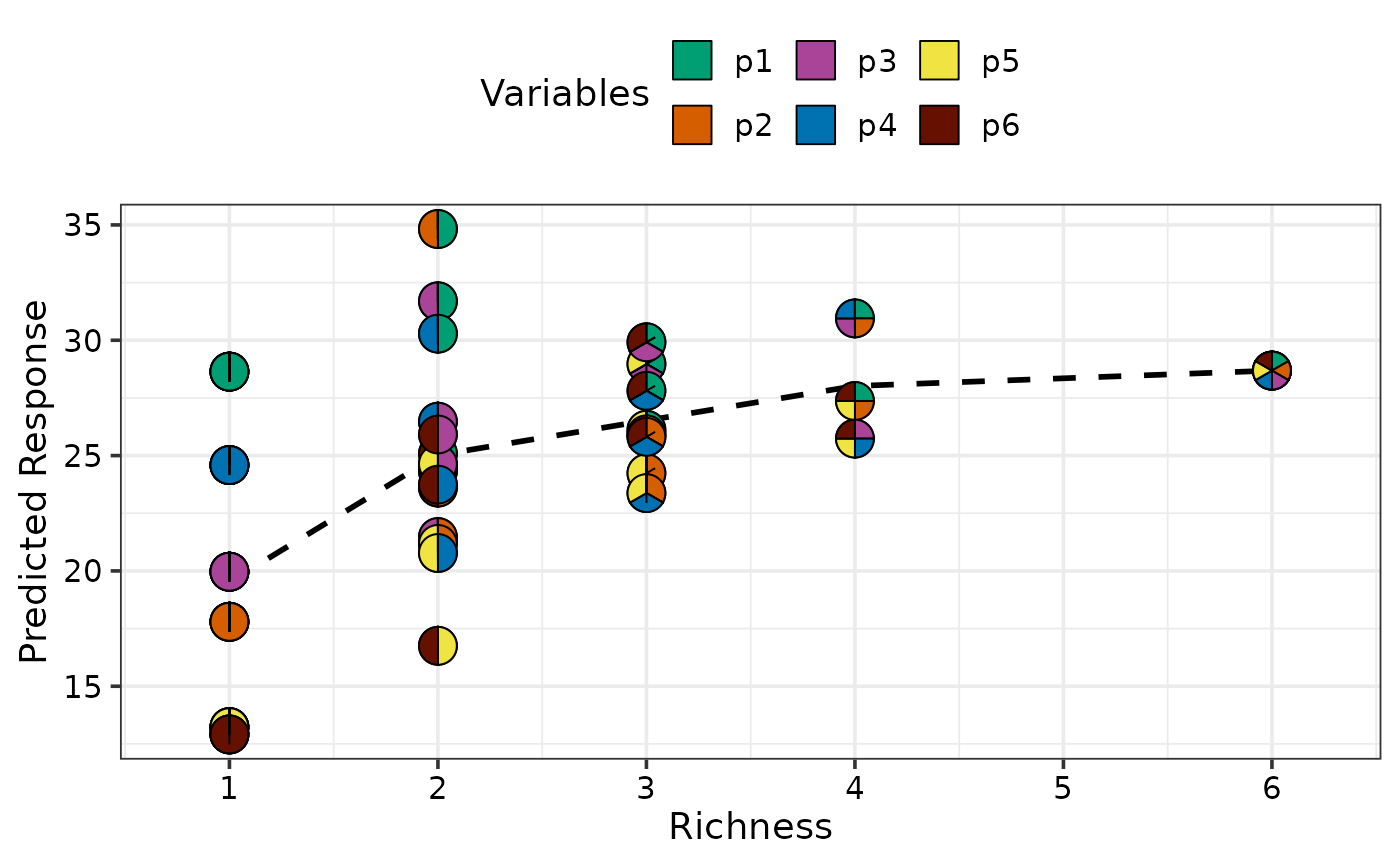 Variables
p1 p3 p5
p2 p4 p6
Predicted Response
35
30
25
20
15
1 2 3 4 5 6
Richness